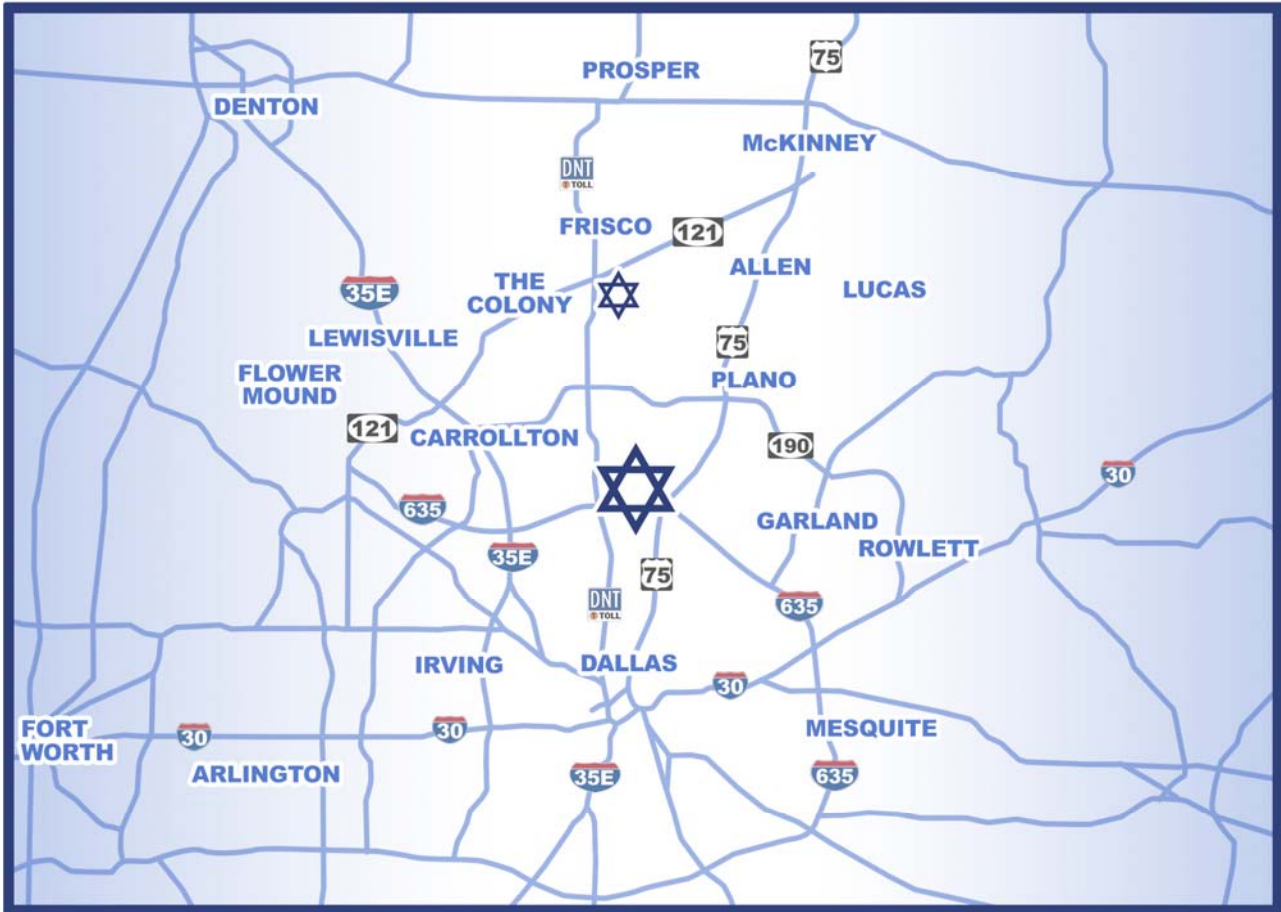 75
PROSPER
DENTON
McKINNEY
DNT
TOLL
FRISCO
121
ALLEN
THE
COLONY
35E
LUCAS
LEWISVILLE
75
FLOWER
MOUND
PLANO
121
CARROLLTON
190
30
635
GARLAND
ROWLETT
35E
75
DNT
TOLL
635
IRVING
DALLAS
30
FORT
WORTH
30
30
MESQUITE
ARLINGTON
35E
635